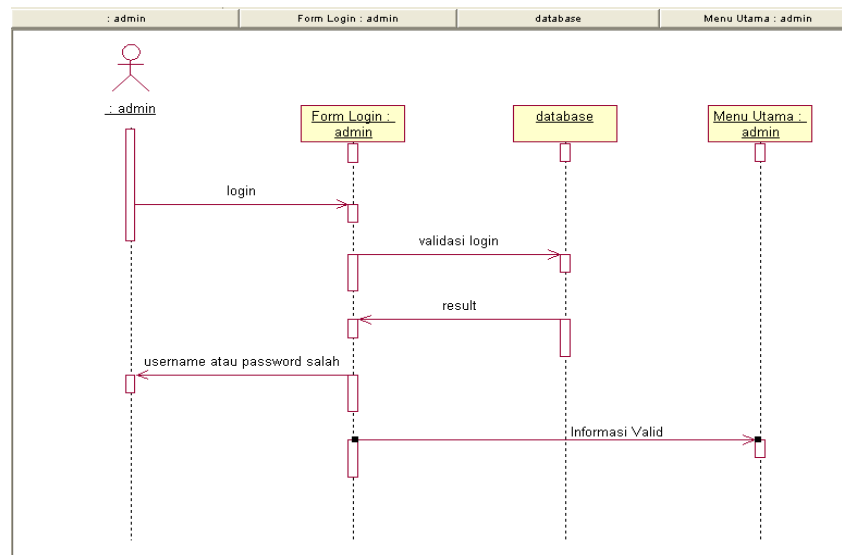 : admin
Form Login : admin
database
Menu Utama : admin
: admin
Form Login :
admin
database
Menu Utama :
admin
login
validasi login
result
username atau password salah
Informasi Valid